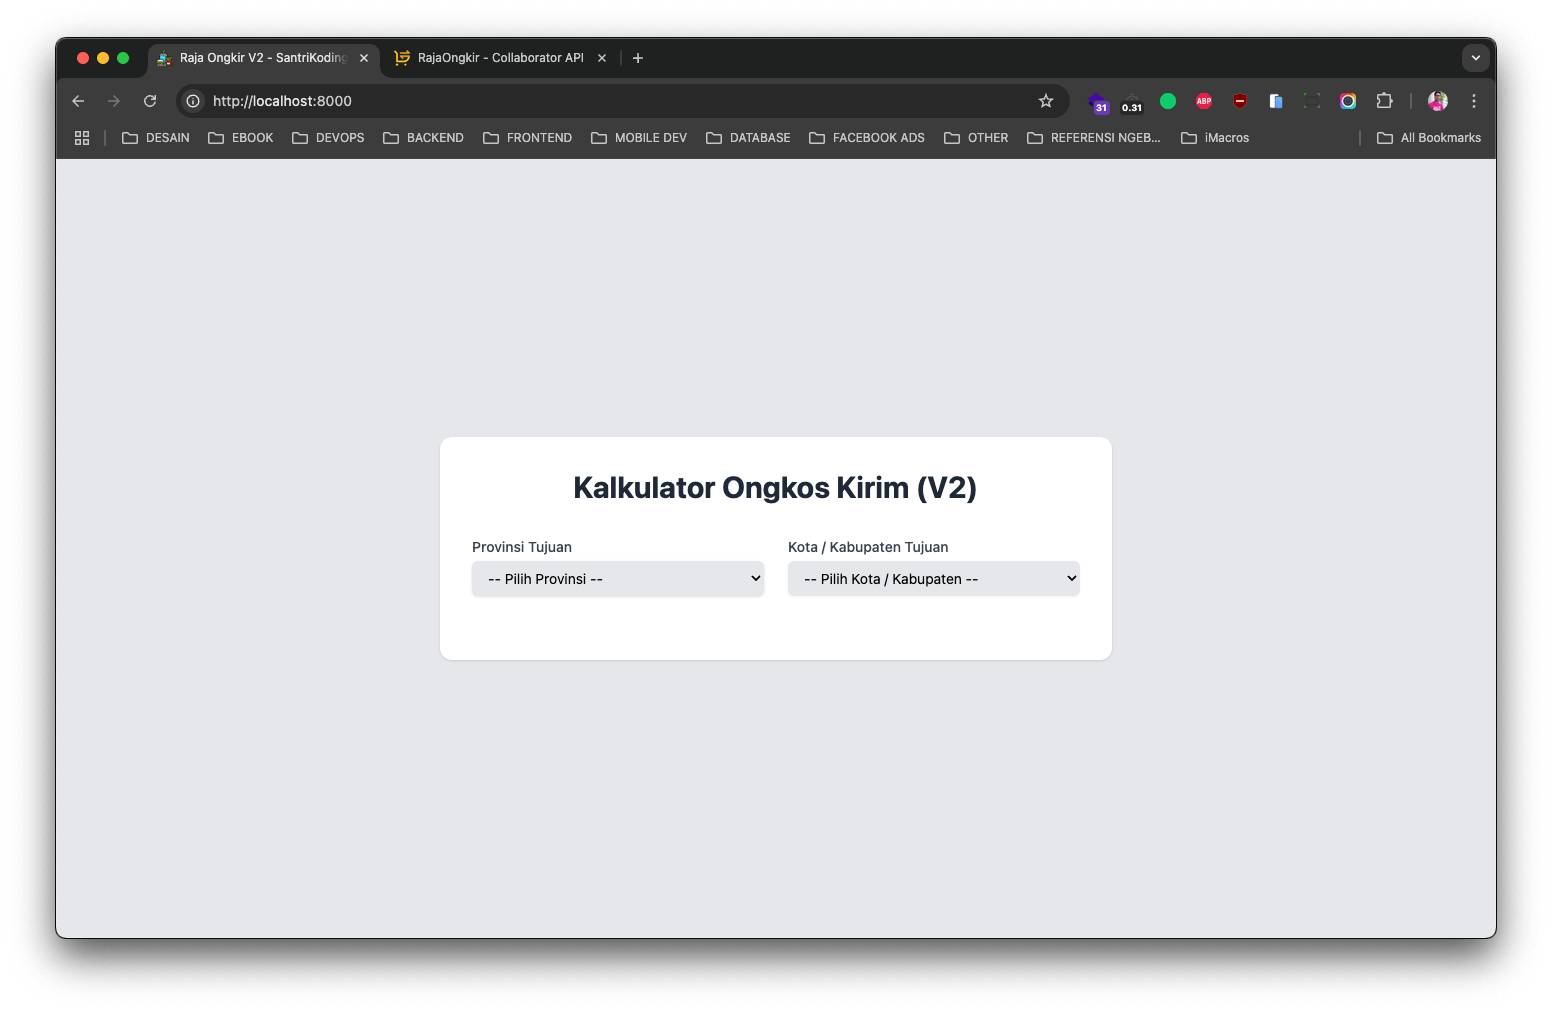 Raja Ongkir V2 - SantriKoding
RajaOngkir - Collaborator API
http://localhost:8000
31
0.31
ABP
DESAIN
EBOOK
DEVOPS
BACKEND
FRONTEND
MOBILE DEV
DATABASE
FACEBOOK ADS
OTHER
REFERENSI NGEB...
iMacros
All Bookmarks
Kalkulator Ongkos Kirim (V2)
Provinsi Tujuan
Kota / Kabupaten Tujuan
-- Pilih Provinsi --
-- Pilih Kota / Kabupaten --